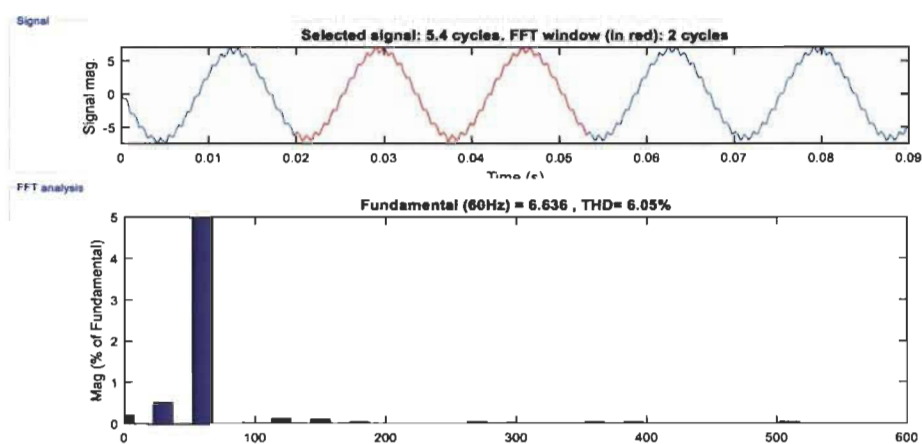 Signal
Selected signal: 5.4 cycles. FFT window (in red): 2 cycles
Signal mag.
5
0
-5
0 0.01 0.02 0.03 0.04 0.05 0.06 0.07 0.08 0.09
Time (s)
FFT analysis
Fundamental (60Hz) = 6.636 , THD= 6.05%
Mag (% of Fundamental)
5
4
3
2
1
0
0 100 200 300 400 500 600